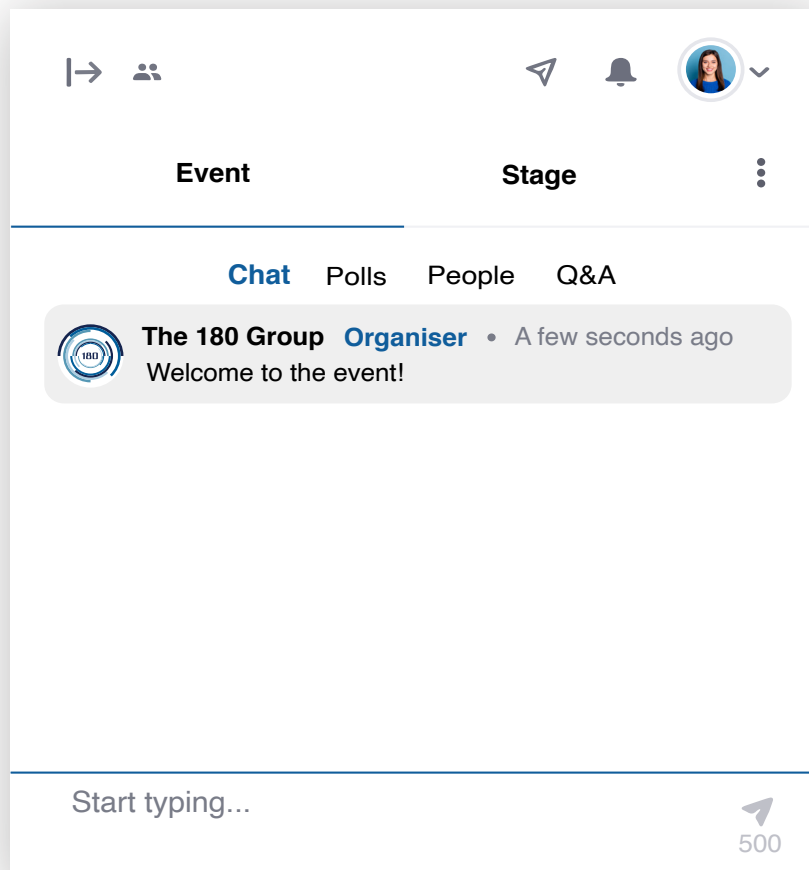 Event Stage
Chat Polls People Q&A
180
The 180 Group Organiser • A few seconds ago
Welcome to the event!
Start typing...
500